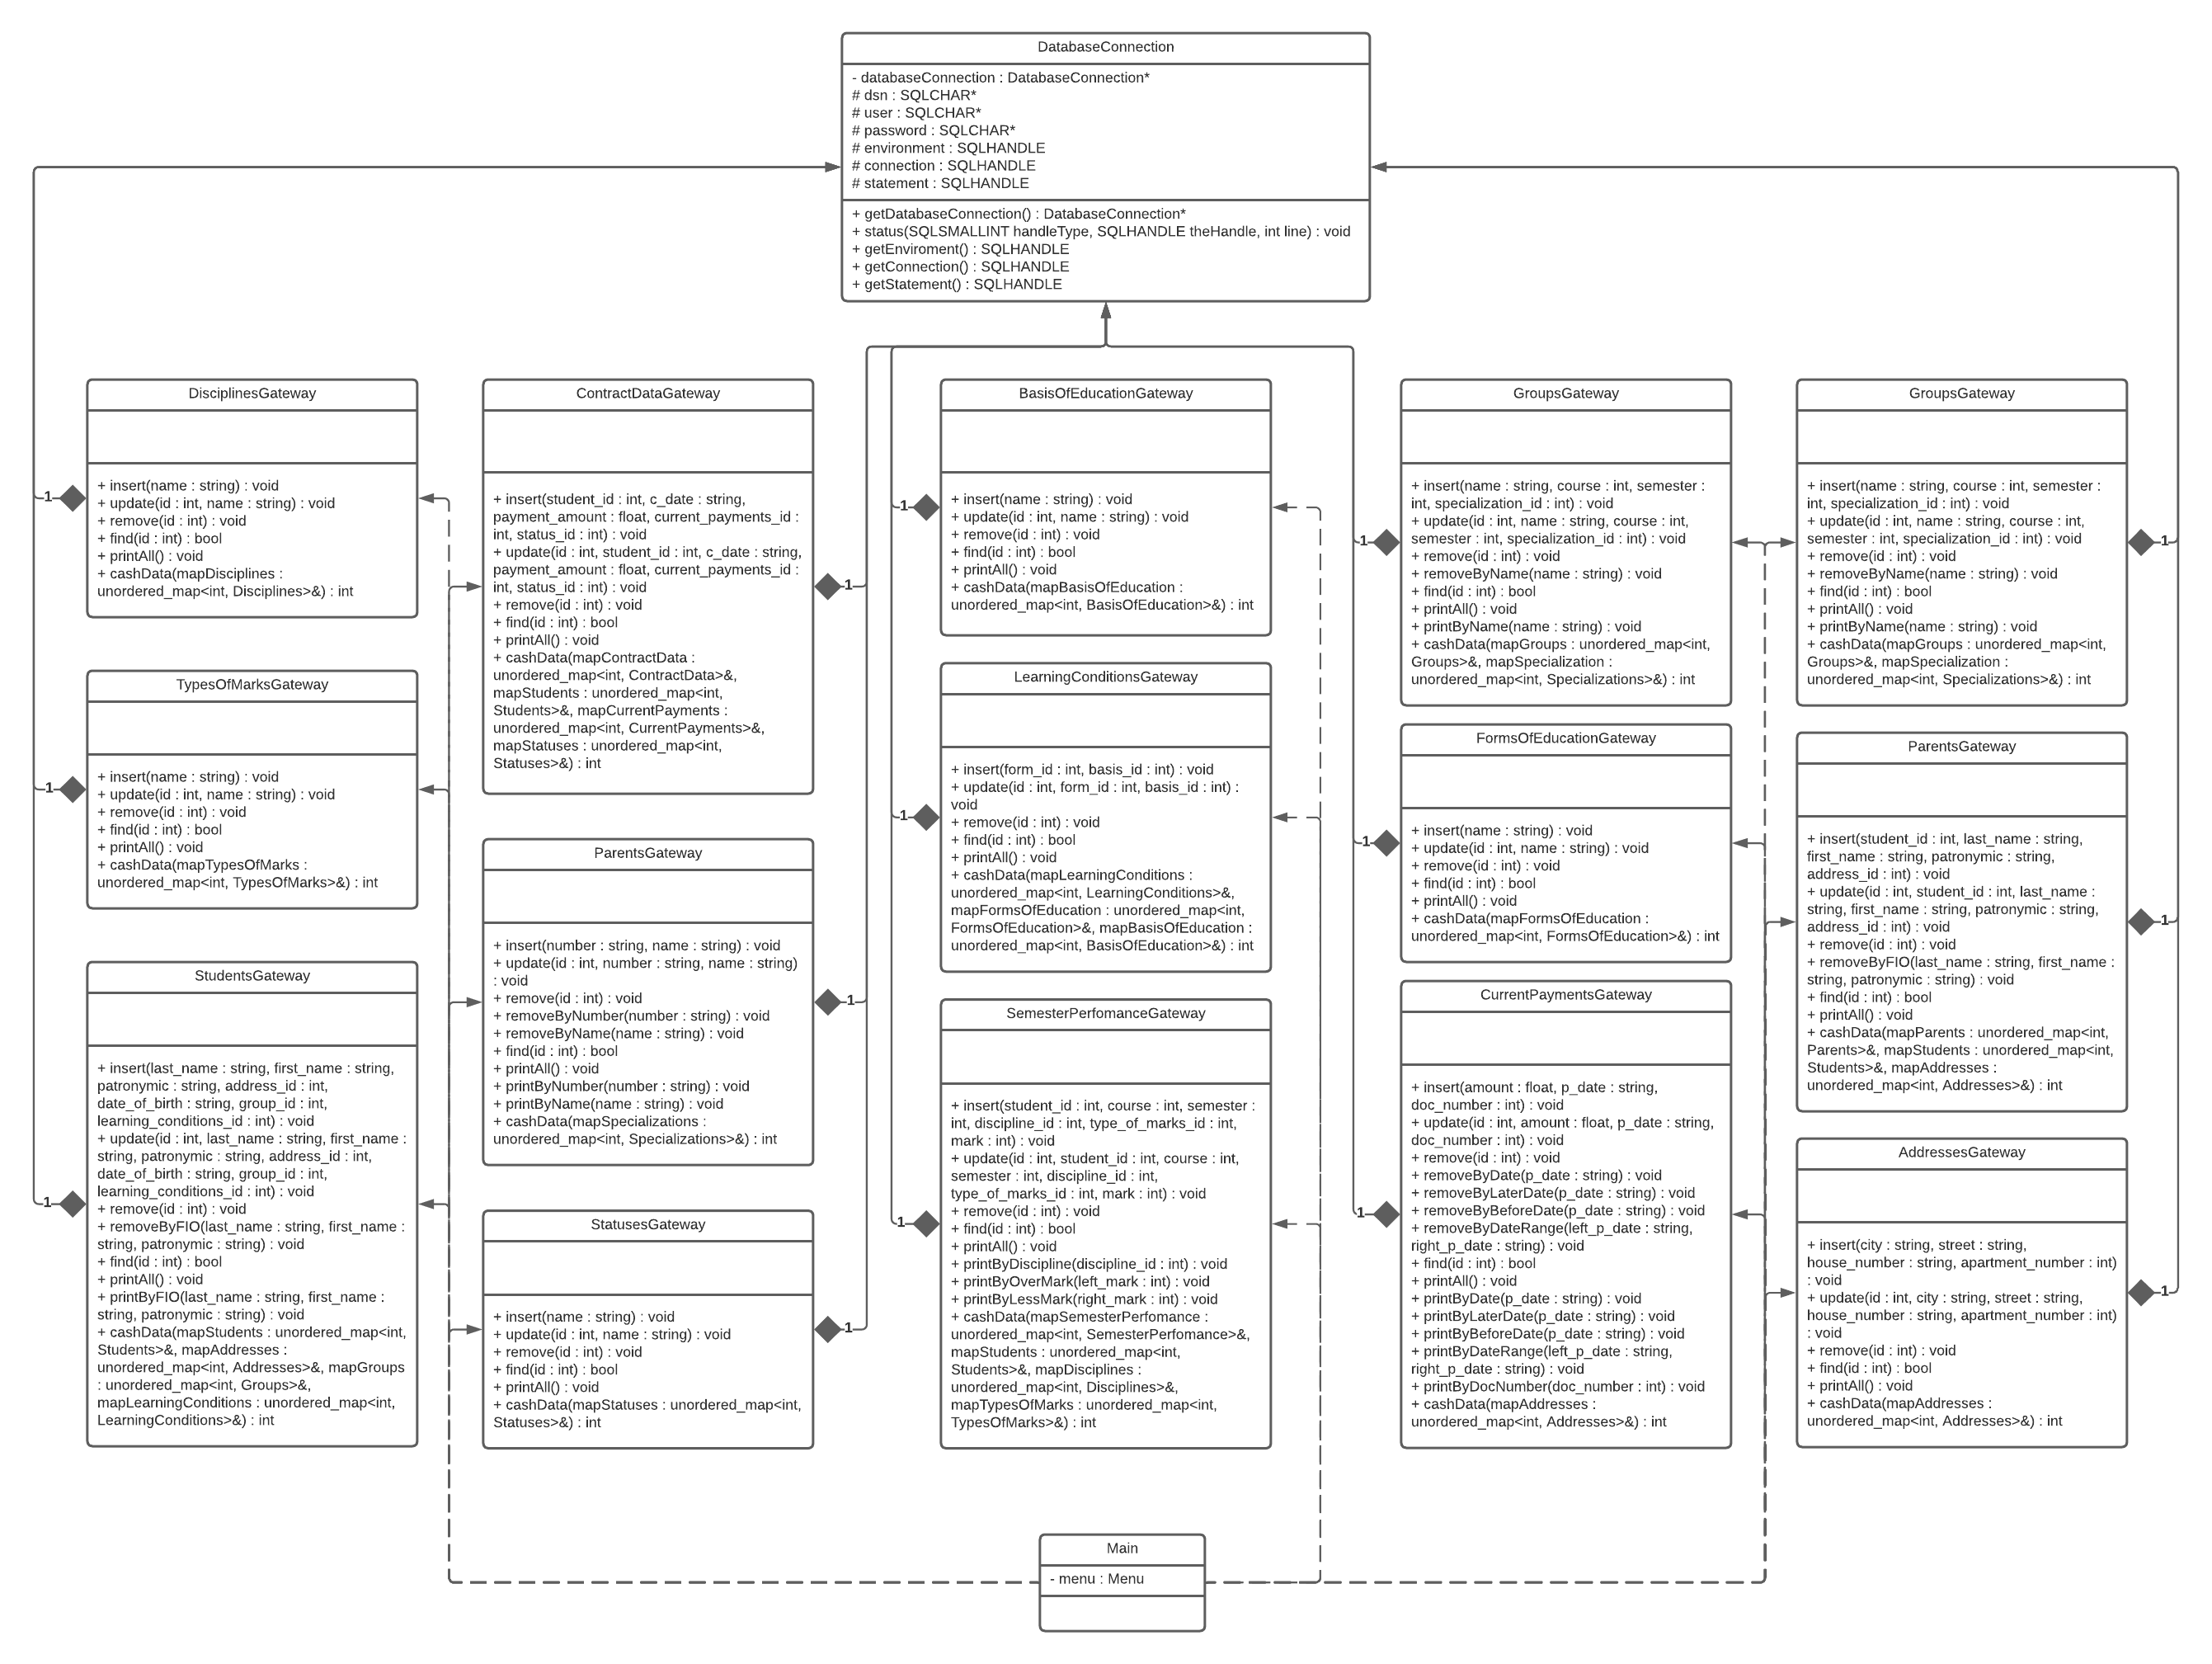 DatabaseConnection
- databaseConnection : DatabaseConnection*
# dsn : SQLCHAR*
# user : SQLCHAR*
# password : SQLCHAR*
# environment : SQLHANDLE
# connection : SQLHANDLE
# statement : SQLHANDLE
+ getDatabaseConnection() : DatabaseConnection*
+ status(SQLSMALLINT handleType, SQLHANDLE theHandle, int line) : void
+ getEnviroment() : SQLHANDLE
+ getConnection() : SQLHANDLE
+ getStatement() : SQLHANDLE
DisciplinesGateway
+ insert(name : string) : void
+ update(id : int, name : string) : void
+ remove(id : int) : void
+ find(id : int) : bool
+ printAll() : void
+ cashData(mapDisciplines :
unordered_map<int, Disciplines>&) : int
1
TypesOfMarksGateway
+ insert(name : string) : void
+ update(id : int, name : string) : void
+ remove(id : int) : void
+ find(id : int) : bool
+ printAll() : void
+ cashData(mapTypesOfMarks :
unordered_map<int, TypesOfMarks>&) : int
1
StudentsGateway
+ insert(last_name : string, first_name : string,
patronymic : string, address_id : int,
date_of_birth : string, group_id : int,
learning_conditions_id : int) : void
+ update(id : int, last_name : string, first_name :
string, patronymic : string, address_id : int,
date_of_birth : string, group_id : int,
learning_conditions_id : int) : void
+ remove(id : int) : void
+ removeByFIO(last_name : string, first_name :
string, patronymic : string) : void
+ find(id : int) : bool
+ printAll() : void
+ printByFIO(last_name : string, first_name :
string, patronymic : string) : void
+ cashData(mapStudents : unordered_map<int,
Students>&, mapAddresses :
unordered_map<int, Addresses>&, mapGroups
: unordered_map<int, Groups>&,
mapLearningConditions : unordered_map<int,
LearningConditions>&) : int
1
ContractDataGateway
+ insert(student_id : int, c_date : string,
payment_amount : float, current_payments_id :
int, status_id : int) : void
+ update(id : int, student_id : int, c_date : string,
payment_amount : float, current_payments_id :
int, status_id : int) : void
+ remove(id : int) : void
+ find(id : int) : bool
+ printAll() : void
+ cashData(mapContractData :
unordered_map<int, ContractData>&,
mapStudents : unordered_map<int,
Students>&, mapCurrentPayments :
unordered_map<int, CurrentPayments>&,
mapStatuses : unordered_map<int,
Statuses>&) : int
1
ParentsGateway
+ insert(number : string, name : string) : void
+ update(id : int, number : string, name : string)
: void
+ remove(id : int) : void
+ removeByNumber(number : string) : void
+ removeByName(name : string) : void
+ find(id : int) : bool
+ printAll() : void
+ printByNumber(number : string) : void
+ printByName(name : string) : void
+ cashData(mapSpecializations :
unordered_map<int, Specializations>&) : int
1
StatusesGateway
+ insert(name : string) : void
+ update(id : int, name : string) : void
+ remove(id : int) : void
+ find(id : int) : bool
+ printAll() : void
+ cashData(mapStatuses : unordered_map<int,
Statuses>&) : int
1
BasisOfEducationGateway
+ insert(name : string) : void
+ update(id : int, name : string) : void
+ remove(id : int) : void
+ find(id : int) : bool
+ printAll() : void
+ cashData(mapBasisOfEducation :
unordered_map<int, BasisOfEducation>&) : int
1
LearningConditionsGateway
+ insert(form_id : int, basis_id : int) : void
+ update(id : int, form_id : int, basis_id : int) :
void
+ remove(id : int) : void
+ find(id : int) : bool
+ printAll() : void
+ cashData(mapLearningConditions :
unordered_map<int, LearningConditions>&,
mapFormsOfEducation : unordered_map<int,
FormsOfEducation>&, mapBasisOfEducation :
unordered_map<int, BasisOfEducation>&) : int
1
SemesterPerfomanceGateway
+ insert(student_id : int, course : int, semester :
int, discipline_id : int, type_of_marks_id : int,
mark : int) : void
+ update(id : int, student_id : int, course : int,
semester : int, discipline_id : int,
type_of_marks_id : int, mark : int) : void
+ remove(id : int) : void
+ find(id : int) : bool
+ printAll() : void
+ printByDiscipline(discipline_id : int) : void
+ printByOverMark(left_mark : int) : void
+ printByLessMark(right_mark : int) : void
+ cashData(mapSemesterPerfomance :
unordered_map<int, SemesterPerfomance>&,
mapStudents : unordered_map<int,
Students>&, mapDisciplines :
unordered_map<int, Disciplines>&,
mapTypesOfMarks : unordered_map<int,
TypesOfMarks>&) : int
1
GroupsGateway
+ insert(name : string, course : int, semester :
int, specialization_id : int) : void
+ update(id : int, name : string, course : int,
semester : int, specialization_id : int) : void
+ remove(id : int) : void
+ removeByName(name : string) : void
+ find(id : int) : bool
+ printAll() : void
+ printByName(name : string) : void
+ cashData(mapGroups : unordered_map<int,
Groups>&, mapSpecialization :
unordered_map<int, Specializations>&) : int
1
FormsOfEducationGateway
+ insert(name : string) : void
+ update(id : int, name : string) : void
+ remove(id : int) : void
+ find(id : int) : bool
+ printAll() : void
+ cashData(mapFormsOfEducation :
unordered_map<int, FormsOfEducation>&) : int
1
CurrentPaymentsGateway
+ insert(amount : float, p_date : string,
doc_number : int) : void
+ update(id : int, amount : float, p_date : string,
doc_number : int) : void
+ remove(id : int) : void
+ removeByDate(p_date : string) : void
+ removeByLaterDate(p_date : string) : void
+ removeByBeforeDate(p_date : string) : void
+ removeByDateRange(left_p_date : string,
right_p_date : string) : void
+ find(id : int) : bool
+ printAll() : void
+ printByDate(p_date : string) : void
+ printByLaterDate(p_date : string) : void
+ printByBeforeDate(p_date : string) : void
+ printByDateRange(left_p_date : string,
right_p_date : string) : void
+ printByDocNumber(doc_number : int) : void
+ cashData(mapAddresses :
unordered_map<int, Addresses>&) : int
1
GroupsGateway
+ insert(name : string, course : int, semester :
int, specialization_id : int) : void
+ update(id : int, name : string, course : int,
semester : int, specialization_id : int) : void
+ remove(id : int) : void
+ removeByName(name : string) : void
+ find(id : int) : bool
+ printAll() : void
+ printByName(name : string) : void
+ cashData(mapGroups : unordered_map<int,
Groups>&, mapSpecialization :
unordered_map<int, Specializations>&) : int
1
ParentsGateway
+ insert(student_id : int, last_name : string,
first_name : string, patronymic : string,
address_id : int) : void
+ update(id : int, student_id : int, last_name :
string, first_name : string, patronymic : string,
address_id : int) : void
+ remove(id : int) : void
+ removeByFIO(last_name : string, first_name :
string, patronymic : string) : void
+ find(id : int) : bool
+ printAll() : void
+ cashData(mapParents : unordered_map<int,
Parents>&, mapStudents : unordered_map<int,
Students>&, mapAddresses :
unordered_map<int, Addresses>&) : int
1
AddressesGateway
+ insert(city : string, street : string,
house_number : string, apartment_number : int)
: void
+ update(id : int, city : string, street : string,
house_number : string, apartment_number : int)
: void
+ remove(id : int) : void
+ find(id : int) : bool
+ printAll() : void
+ cashData(mapAddresses :
unordered_map<int, Addresses>&) : int
1
Main
- menu : Menu